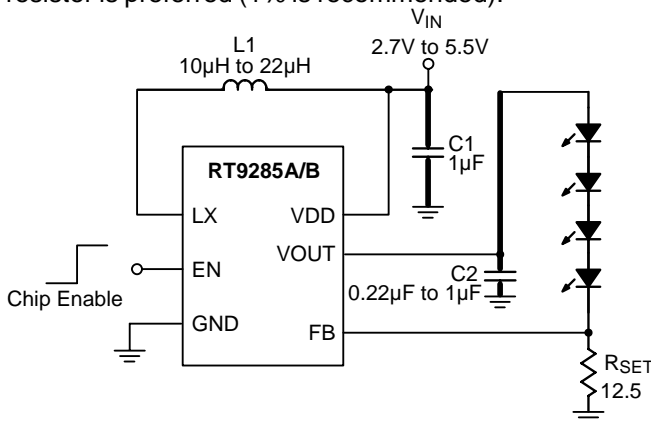 resistor is preferred (1% is recommended).
VIN
2.7V to 5.5V
L1
10μH to 22μH
C1
1μF
RT9285A/B
LX
VDD
VOUT
EN
Chip Enable
C2
0.22μF to 1μF
GND
FB
RSET
12.5